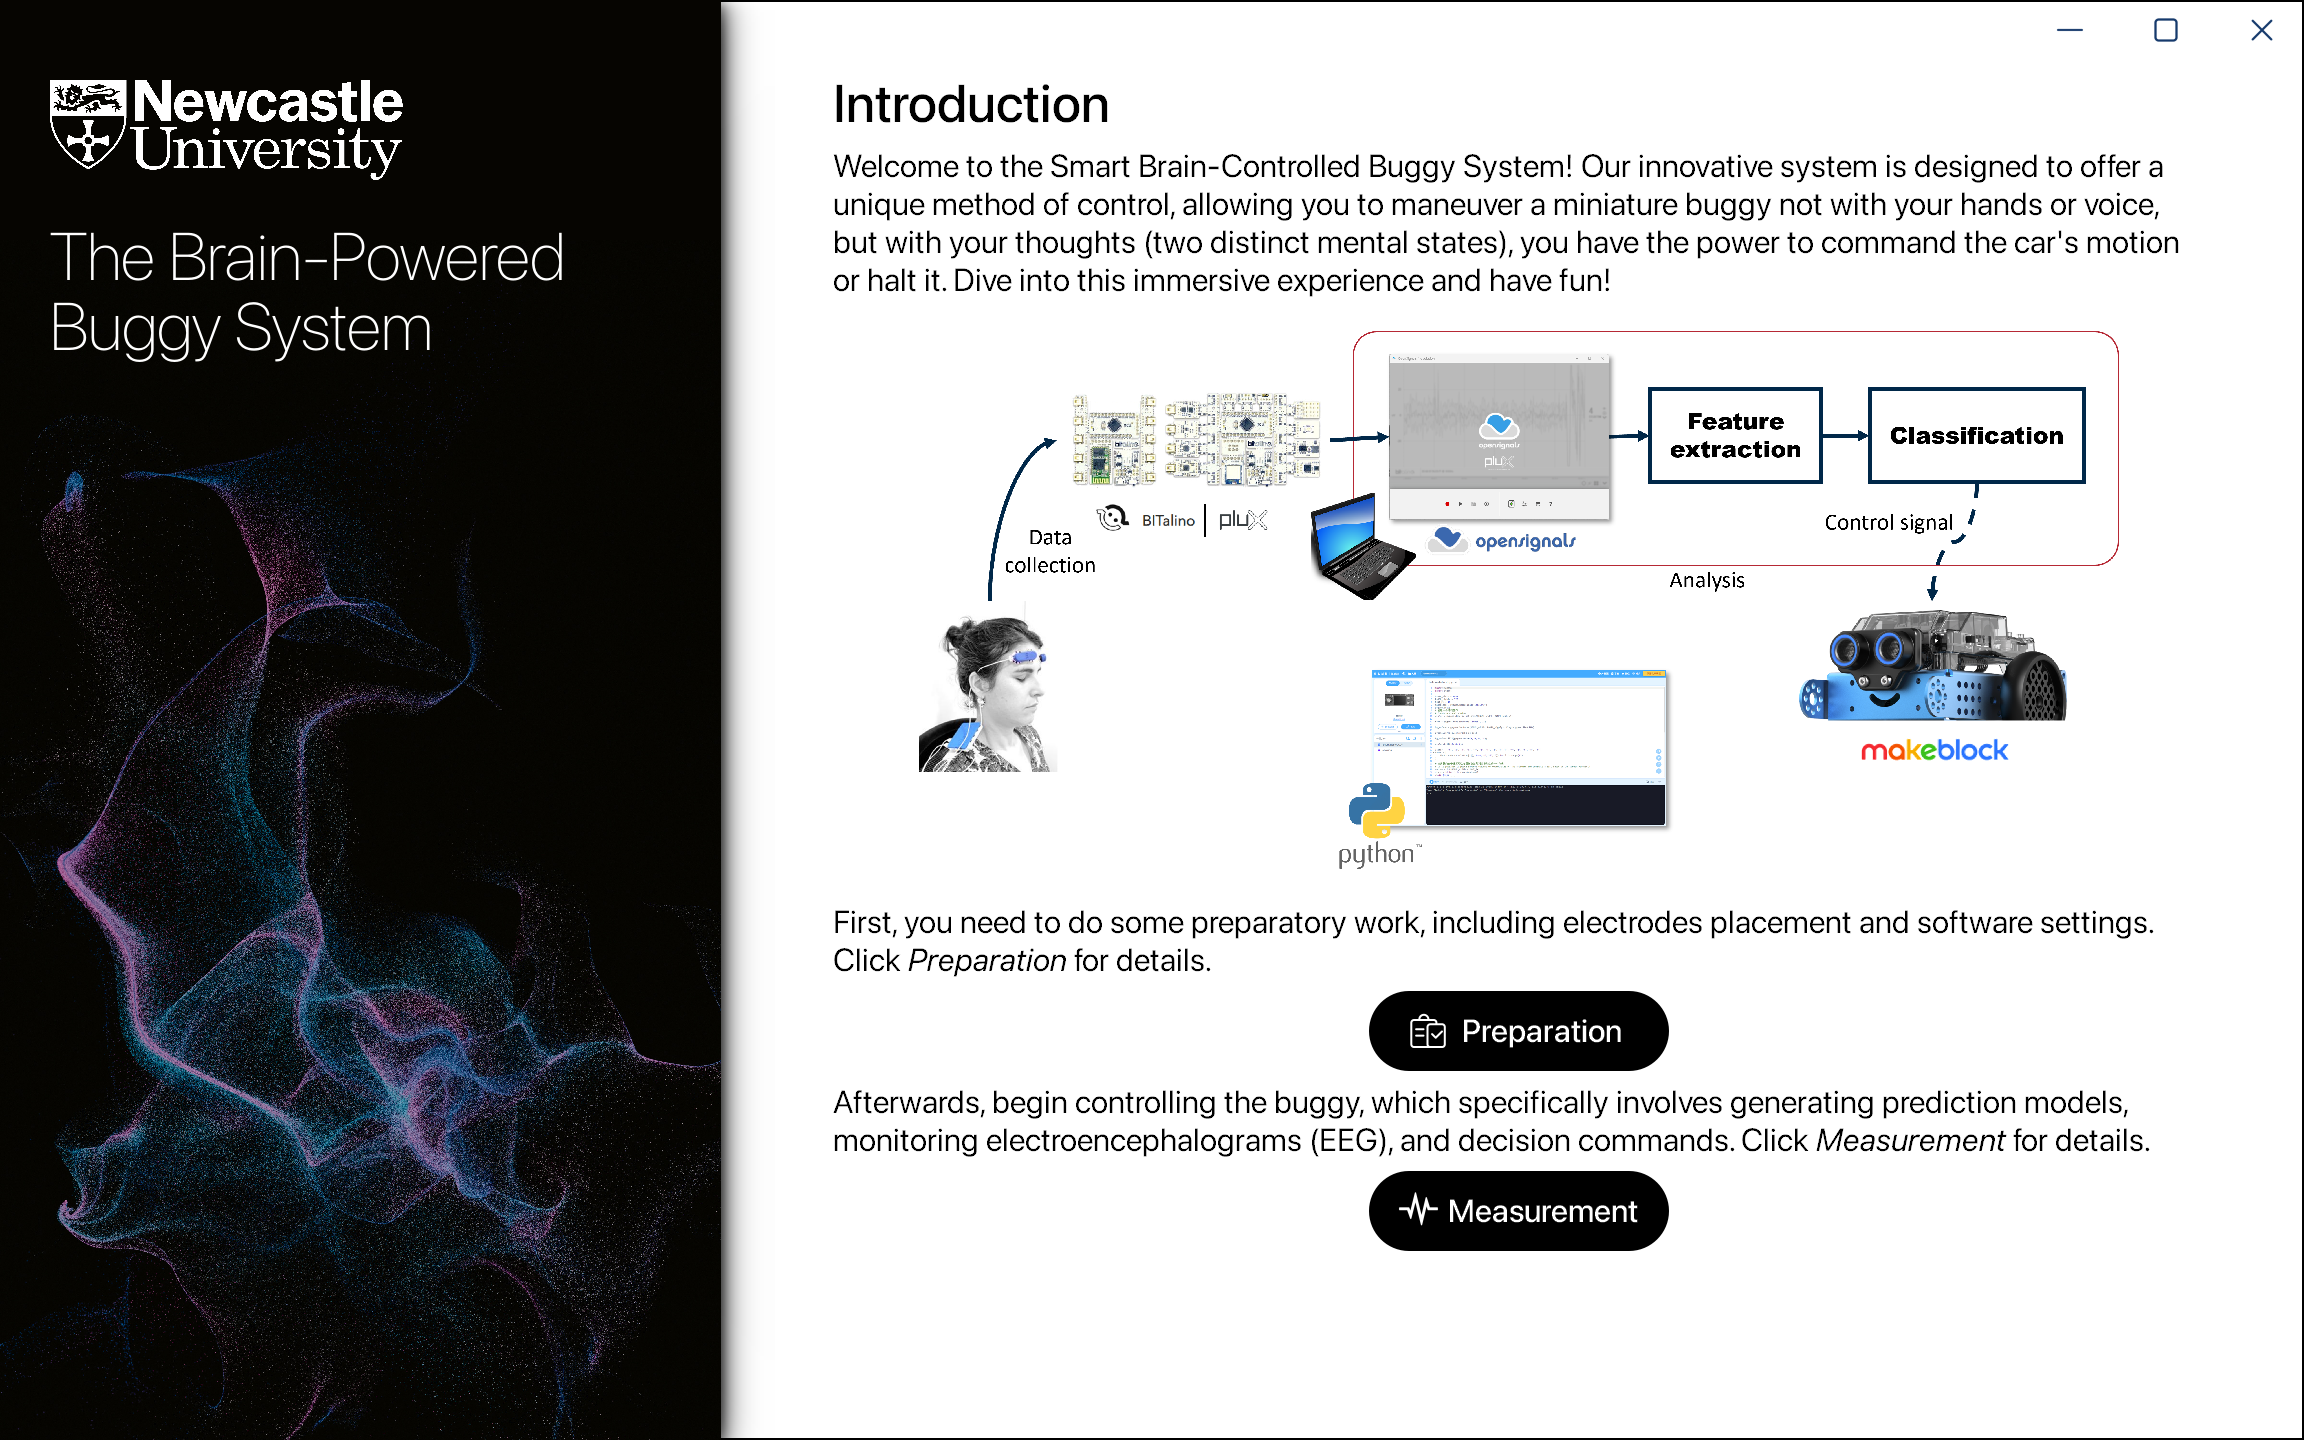 Newcastle
University
The Brain-Powered
Buggy System
Introduction
Welcome to the Smart Brain-Controlled Buggy System! Our innovative system is designed to offer a
unique method of control, allowing you to maneuver a miniature buggy not with your hands or voice,
but with your thoughts (two distinct mental states), you have the power to command the car's motion
or halt it. Dive into this immersive experience and have fun!
Data
collection
BITalino
plux
opensignals
plux
opensignals
Feature
extraction
Classification
Control signal
Analysis
makeblock
python™
First, you need to do some preparatory work, including electrodes placement and software settings.
Click Preparation for details.
Preparation
Afterwards, begin controlling the buggy, which specifically involves generating prediction models,
monitoring electroencephalograms (EEG), and decision commands. Click Measurement for details.
Measurement